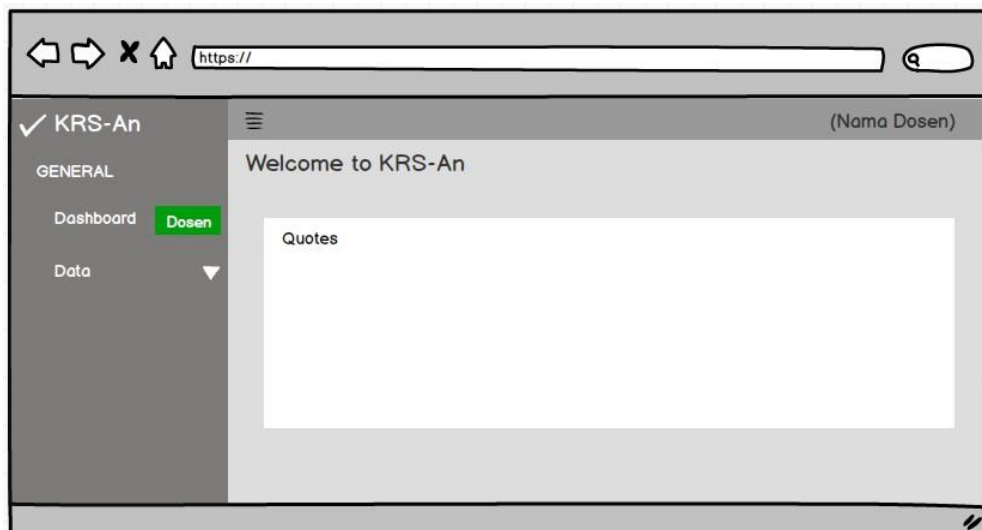 https://
KRS-An
(Nama Dosen)
GENERAL
Welcome to KRS-An
Dashboard
Dosen
Quotes
Data